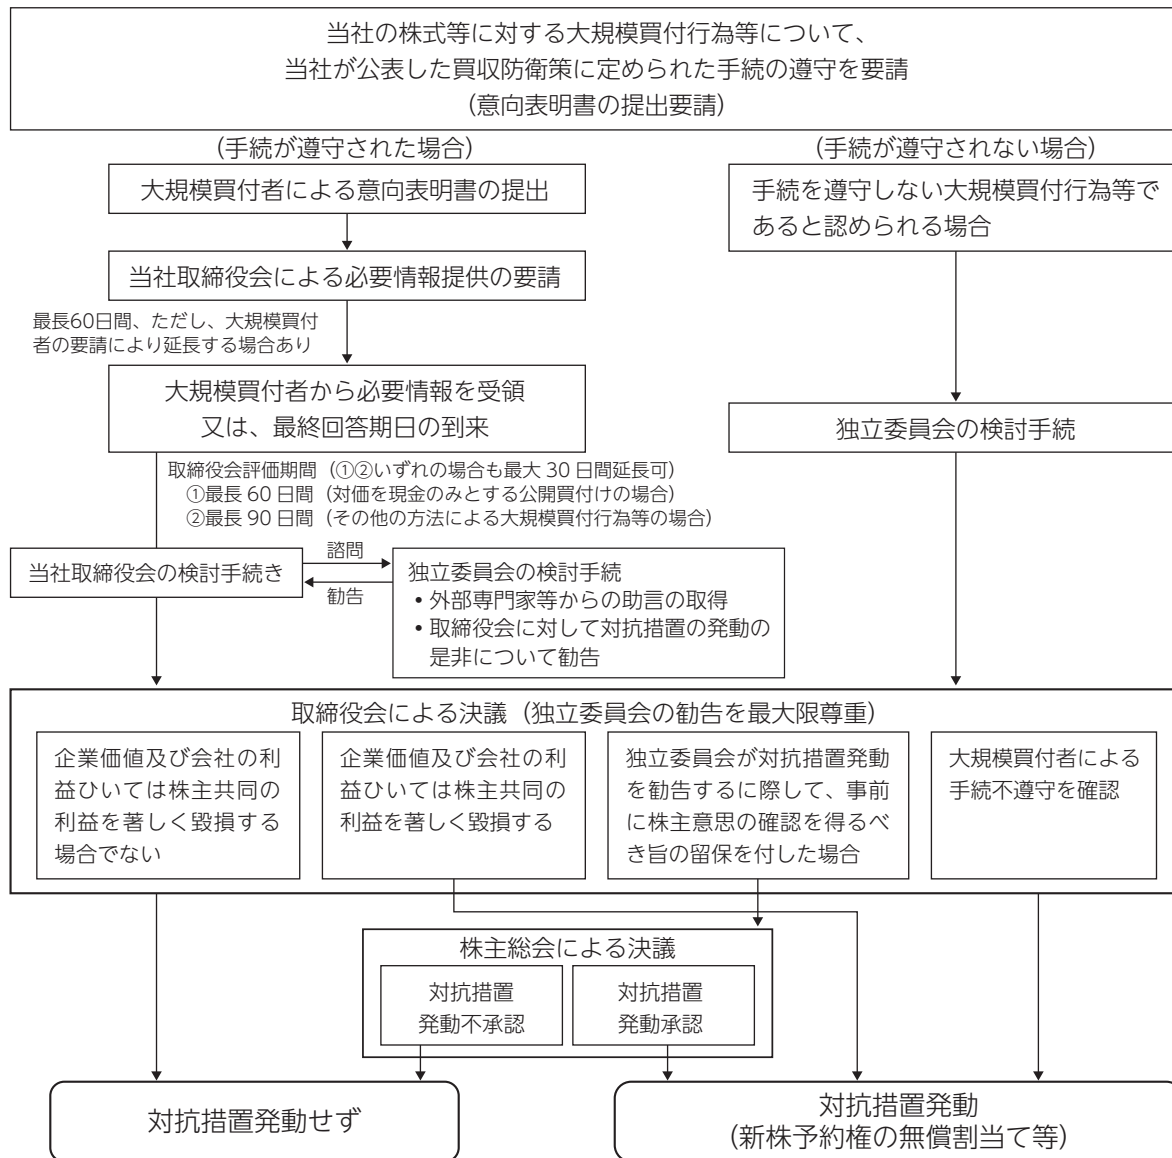 当社の株式等に対する大規模買付行為等について、
当社が公表した買収防衛策に定められた手続の遵守を要請
(意向表明書の提出要請)
(手続が遵守された場合)
(手続が遵守されない場合)
大規模買付者による意向表明書の提出
手続を遵守しない大規模買付行為等で
あると認められる場合
当社取締役会による必要情報提供の要請
最長60日間、ただし、大規模買付
者の要請により延長する場合あり
大規模買付者から必要情報を受領
又は、最終回答期日の到来
独立委員会の検討手続
取締役会評価期間（①②いずれの場合も最大 30 日間延長可）
①最長 60 日間（対価を現金のみとする公開買付けの場合）
②最長 90 日間（その他の方法による大規模買付行為等の場合）
当社取締役会の検討手続き
諮問
勧告
独立委員会の検討手続
・外部専門家等からの助言の取得
・取締役会に対して対抗措置の発動の
是非について勧告
取締役会による決議（独立委員会の勧告を最大限尊重）
企業価値及び会社の利
益ひいては株主共同の
利益を著しく毀損する
場合でない
企業価値及び会社の利
益ひいては株主共同の
利益を著しく毀損する
独立委員会が対抗措置発動
を勧告するに際して、事前
に株主意思の確認を得るべ
き旨の留保を付した場合
大規模買付者による
手続不遵守を確認
株主総会による決議
対抗措置
発動不承認
対抗措置
発動承認
対抗措置発動せず
対抗措置発動
（新株予約権の無償割当て等）